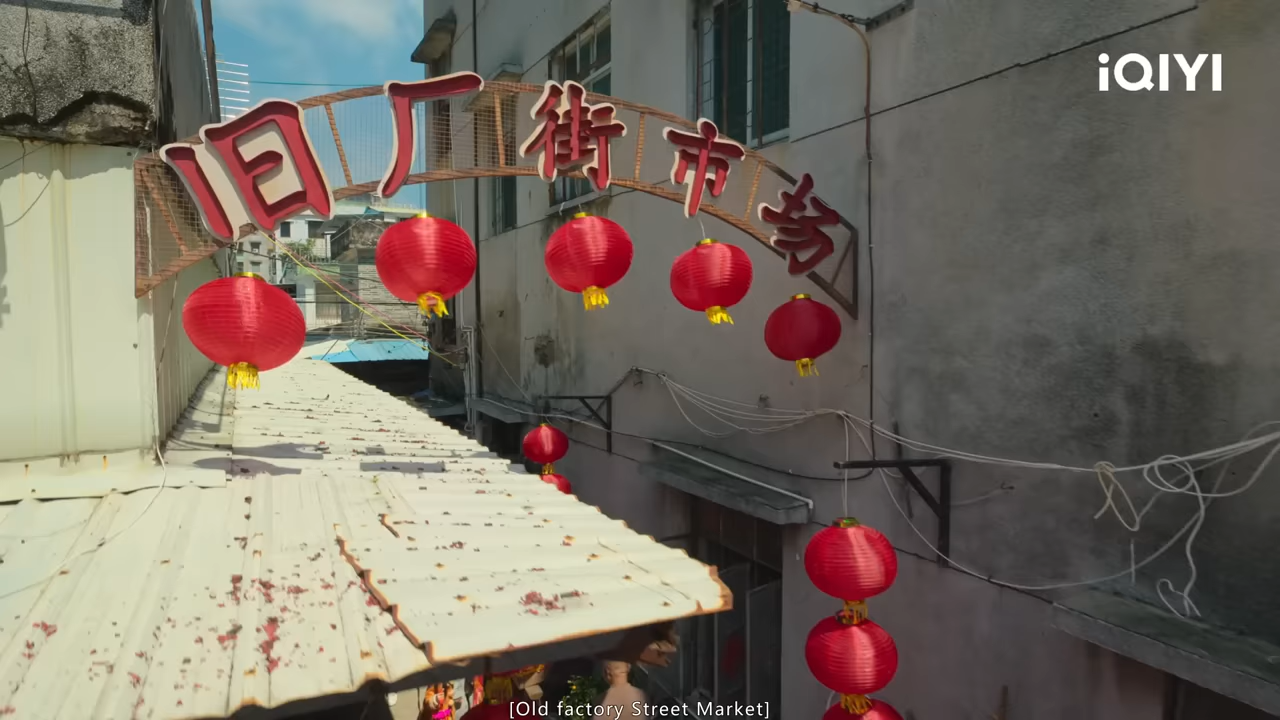 iQIYI
旧厂街市场
[Old factory Street Market]